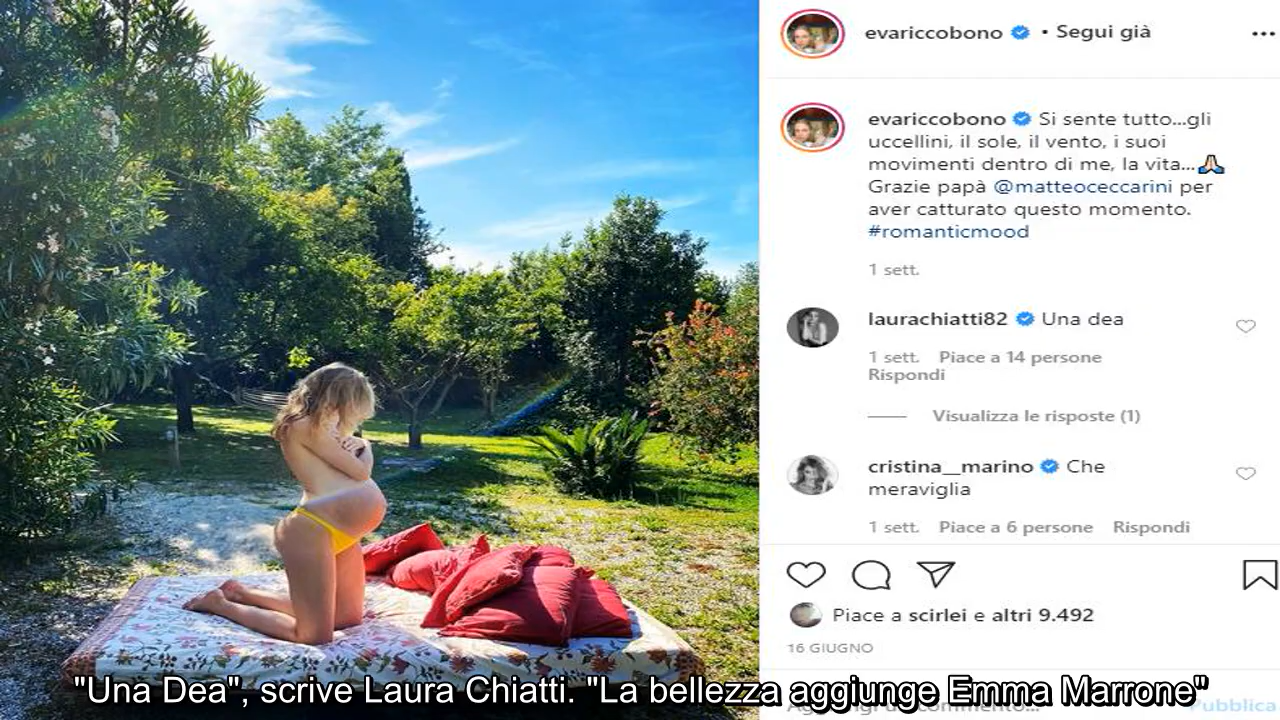 evariccobono • Segui già
evariccobono Si sente tutto...gli
uccellini, il sole, il vento, i suoi
movimenti dentro di me, la vita...🙏🏻
Grazie papà @matteoceccarini per
aver catturato questo momento.
#romanticmood
1 sett.
laurachiatti82 Una dea
1 sett. Piace a 14 persone
Rispondi
Visualizza le risposte (1)
cristina__marino Che
meraviglia
1 sett. Piace a 6 persone Rispondi
Piace a scirlei e altri 9.492
16 GIUGNO
"Una Dea", scrive Laura Chiatti. "La bellezza aggiunge Emma Marrone"
Pubblica